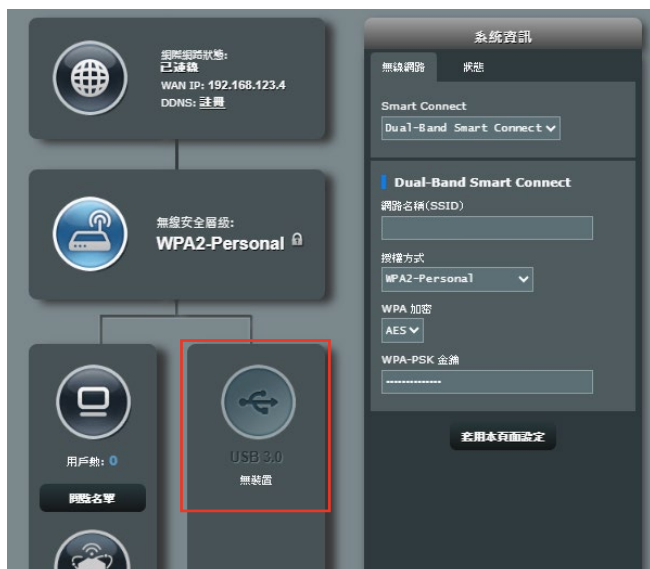 網際網路狀態:
已連線
WAN IP: 192.168.123.4
DDNS: 註冊
無線安全層級:
WPA2-Personal
用戶數: 0
閱覽名單
USB 3.0
無裝置
系統資訊
無線網路 狀態
Smart Connect
Dual-Band Smart Connect
Dual-Band Smart Connect
網路名稱(SSID)
授權方式
WPA2-Personal
WPA 加密
AES
WPA-PSK 金鑰
--------------
套用本頁面設定